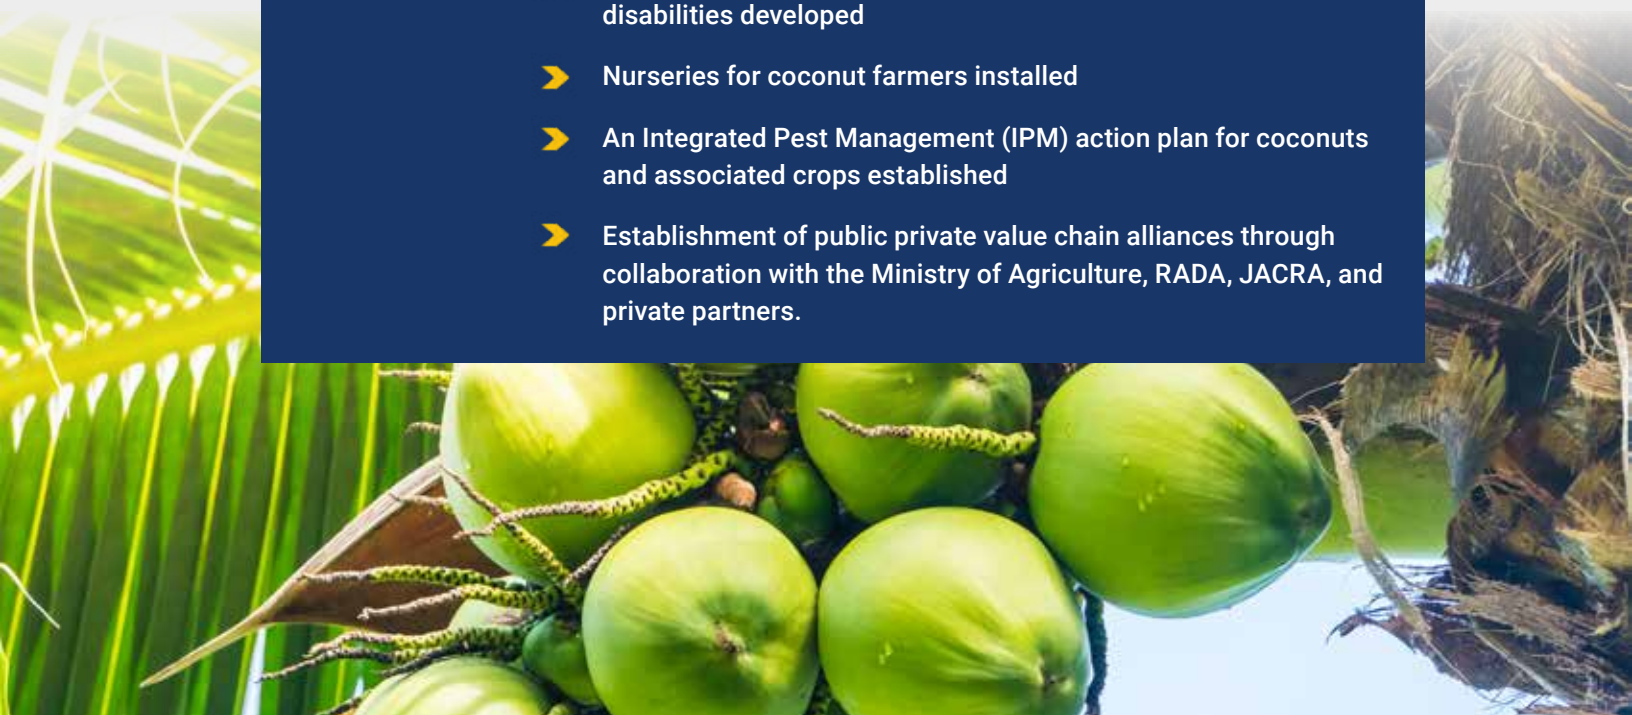 disabilities developed
Nurseries for coconut farmers installed
An Integrated Pest Management (IPM) action plan for coconuts
and associated crops established
Establishment of public private value chain alliances through
collaboration with the Ministry of Agriculture, RADA, JACRA, and
private partners.